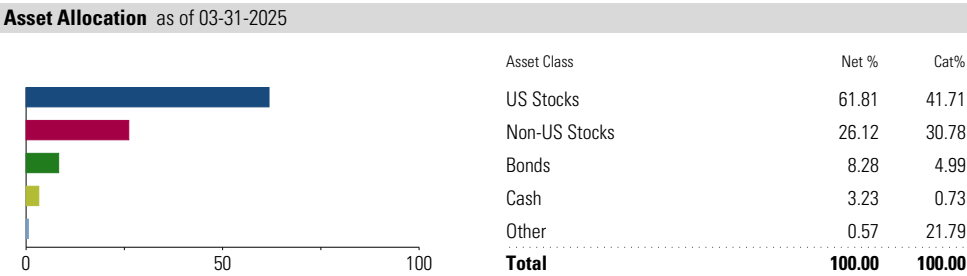 Asset Allocation as of 03-31-2025
Asset Class Net % Cat%
US Stocks 61.81 41.71
Non-US Stocks 26.12 30.78
Bonds 8.28 4.99
Cash 3.23 0.73
Other 0.57 21.79
0 50 100
Total 100.00 100.00